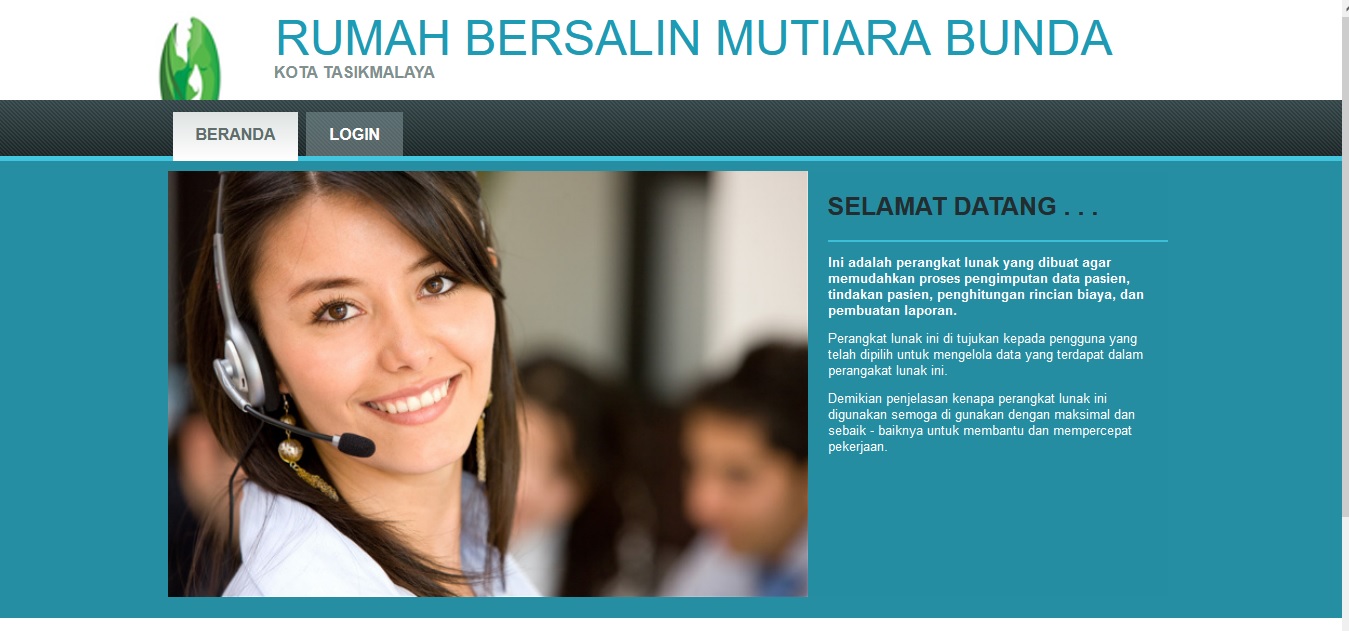 RUMAH BERSALIN MUTIARA BUNDA
KOTA TASIKMALAYA
BERANDA
LOGIN
SELAMAT DATANG . . .
Ini adalah perangkat lunak yang dibuat agar
memudahkan proses pengimputan data pasien,
tindakan pasien, penghitungan rincian biaya, dan
pembuatan laporan.
Perangkat lunak ini di tujukan kepada pengguna yang
telah dipilih untuk mengelola data yang terdapat dalam
perangakat lunak ini.
Demikian penjelasan kenapa perangkat lunak ini
digunakan semoga di gunakan dengan maksimal dan
sebaik - baiknya untuk membantu dan mempercepat
pekerjaan.